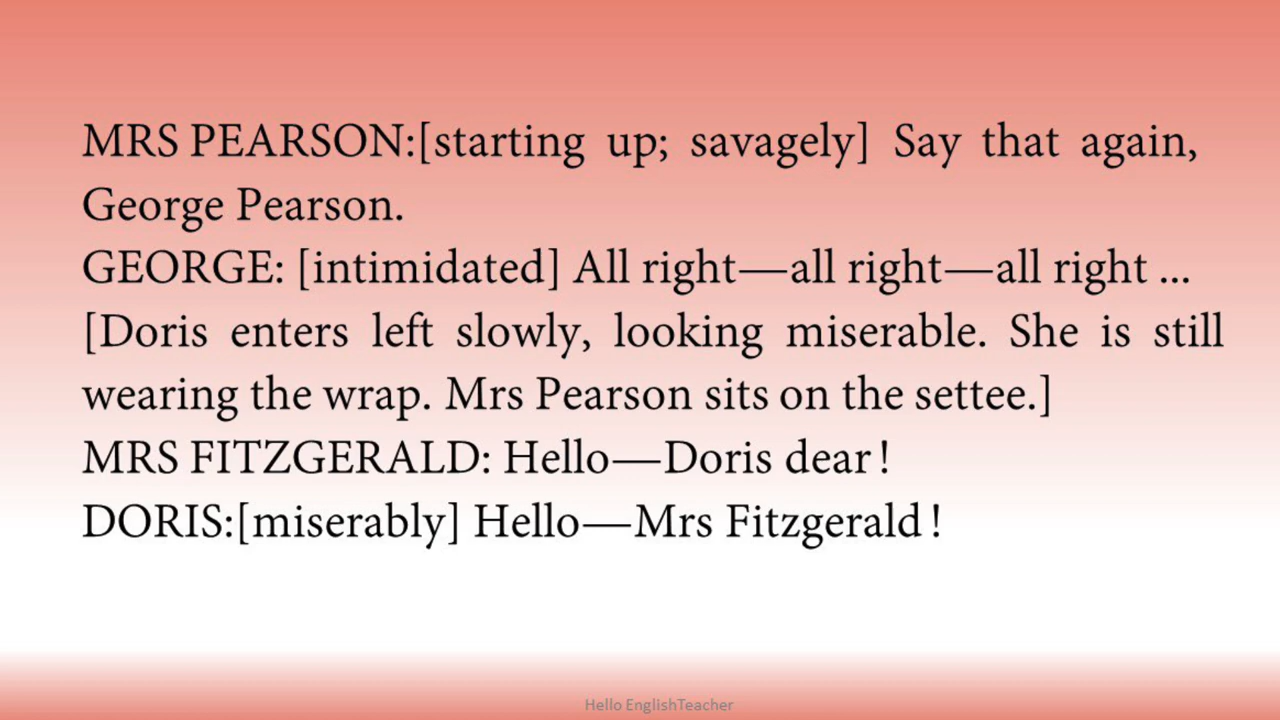 MRS PEARSON:[starting up; savagely] Say that again,
George Pearson.
GEORGE: [intimidated] All right—all right—all right ...
[Doris enters left slowly, looking miserable. She is still
wearing the wrap. Mrs Pearson sits on the settee.]
MRS FITZGERALD: Hello—Doris dear!
DORIS:[miserably] Hello—Mrs Fitzgerald!
Hello EnglishTeacher